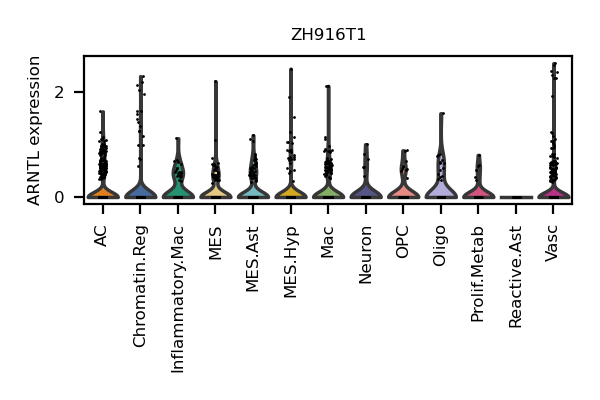 ZH916T1
ARNTL expression
2
0
AC
Chromatin.Reg
Inflammatory.Mac
MES
MES.Ast
MES.Hyp
Mac
Neuron
OPC
Oligo
Prolif.Metab
Reactive.Ast
Vasc